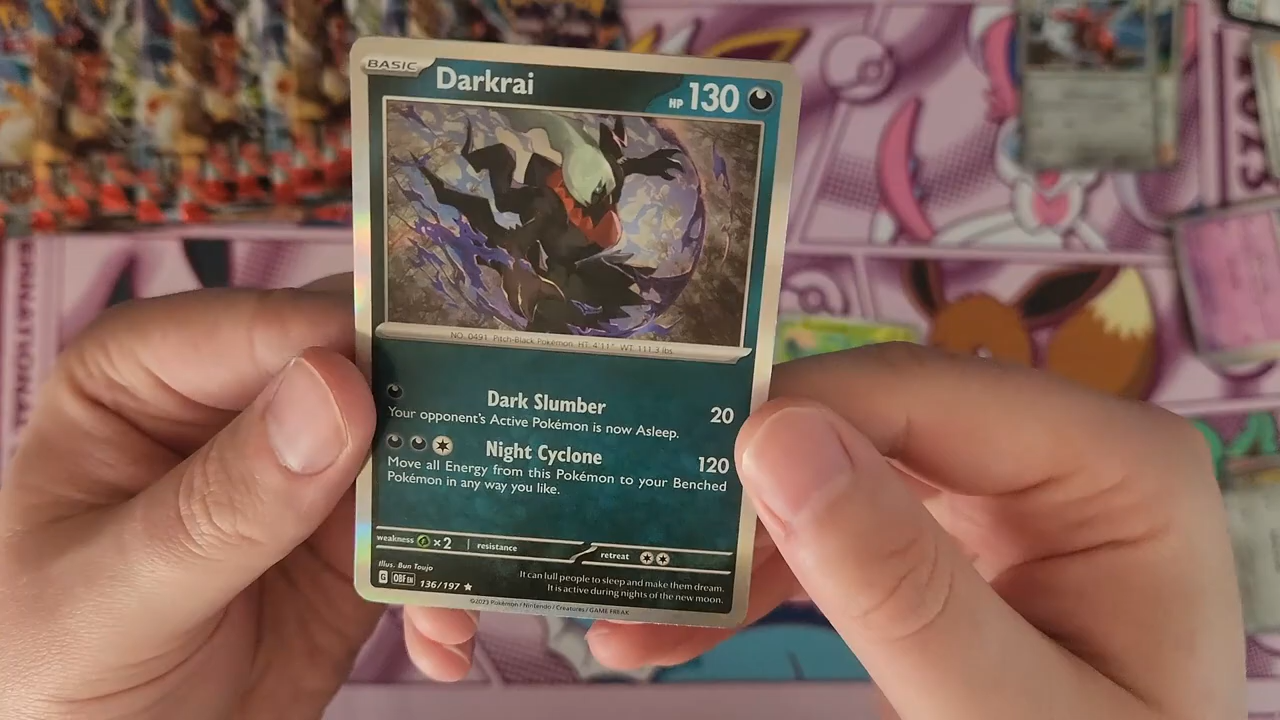 BASIC
Darkrai
HP 130
NO. 0491 Pitch-Black Pokémon HT: 4'11" WT: 111.3 lbs.
Dark Slumber 20
Your opponent's Active Pokémon is now Asleep.
Night Cyclone 120
Move all Energy from this Pokémon to your Benched
Pokémon in any way you like.
weakness ×2 resistance retreat
Illus. Bun Toujo
It can lull people to sleep and make them dream.
G OBF EN 136/197
It is active during nights of the new moon.
©2023 Pokémon / Nintendo / Creatures / GAME FREAK
2023